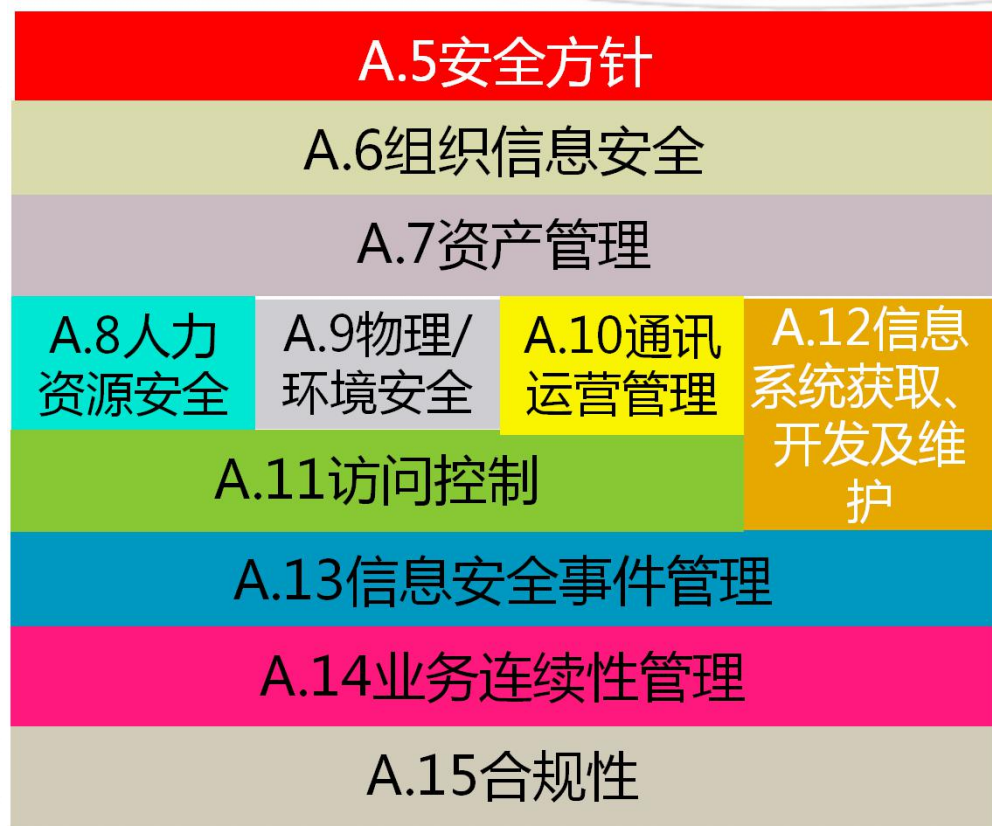 A.5安全方针
A.6组织信息安全
A.7资产管理
A.8人力
资源安全
A.9物理/
环境安全
A.10通讯
运营管理
A.12信息
系统获取、
开发及维
护
A.11访问控制
A.13信息安全事件管理
A.14业务连续性管理
A.15合规性